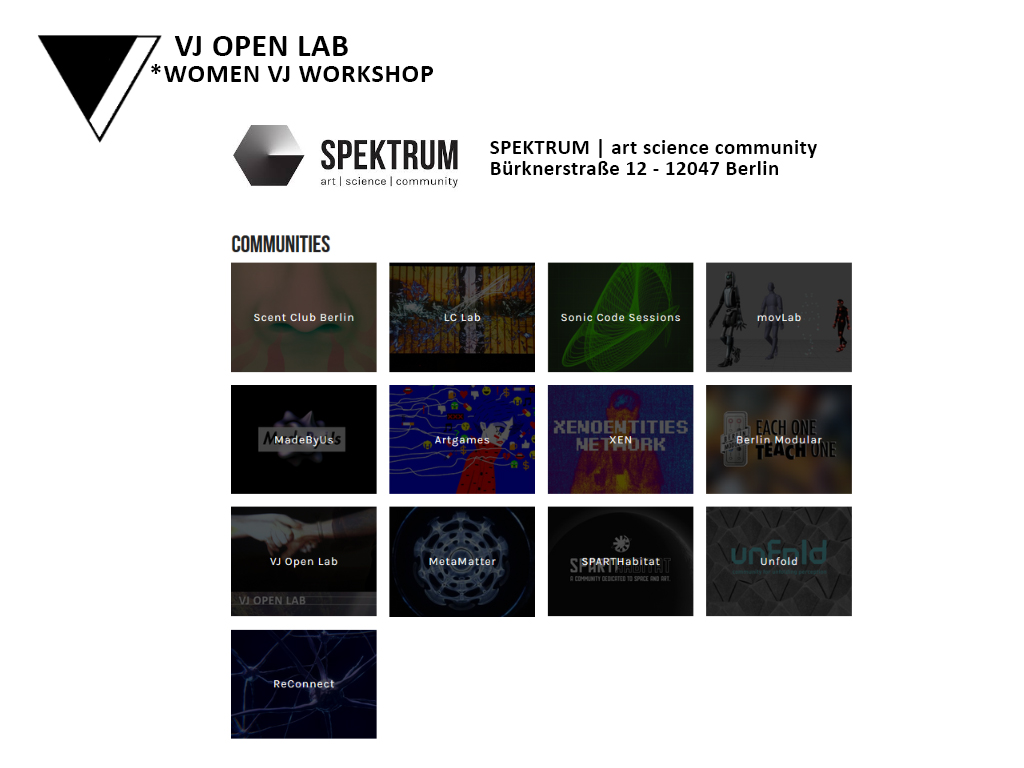 VJ OPEN LAB
*WOMEN VJ WORKSHOP
SPEKTRUM
art | science | community
SPEKTRUM | art science community
Bürknerstraße 12 - 12047 Berlin
COMMUNITIES
Scent Club Berlin
LC Lab
Sonic Code Sessions
movLab
MadeByUs
MadeByUs
Artgames
XENOENTITIES
NETWORK
XEN
EACH ONE
TEACH ONE
Berlin Modular
VJ Open Lab
VJ OPEN LAB
MetaMatter
SPARTHABITAT
A COMMUNITY DEDICATED TO SPACE AND ART.
SPARTHabitat
unfold
Unfold
ReConnect